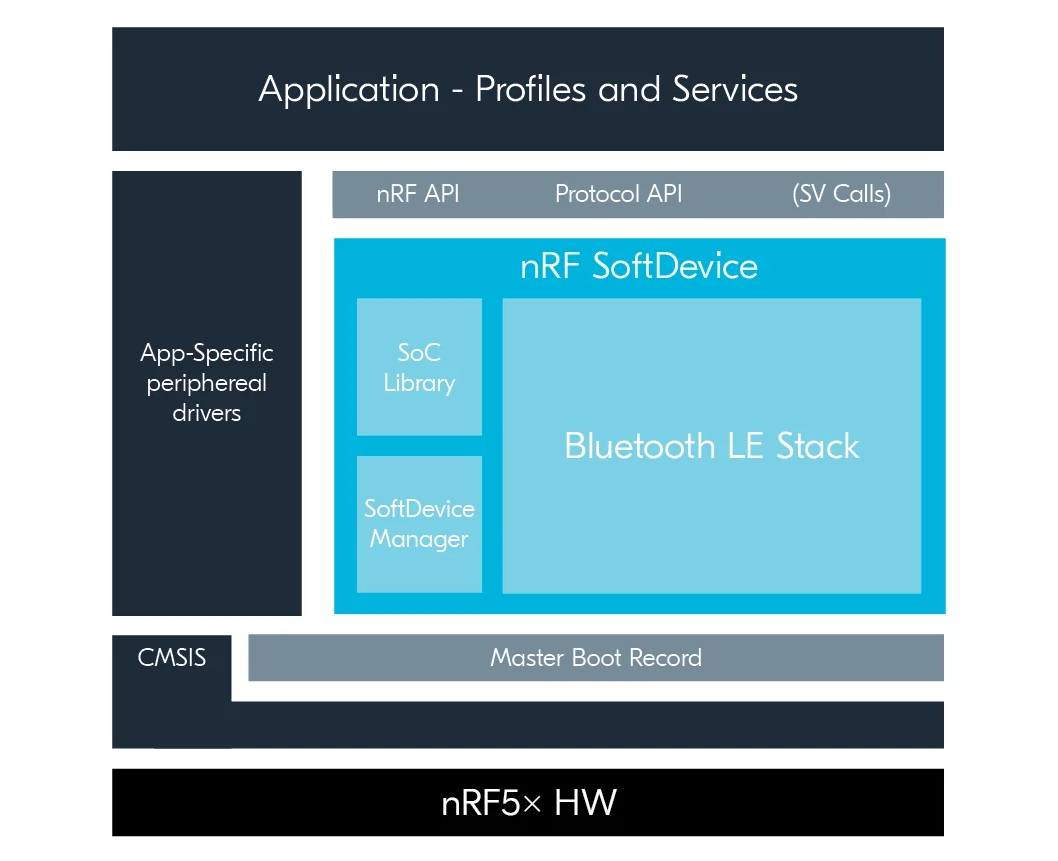 Application - Profiles and Services
nRF API Protocol API (SV Calls)
nRF SoftDevice
App-Specific
periphereal
drivers
SoC
Library
Bluetooth LE Stack
SoftDevice
Manager
CMSIS
Master Boot Record
nRF5× HW